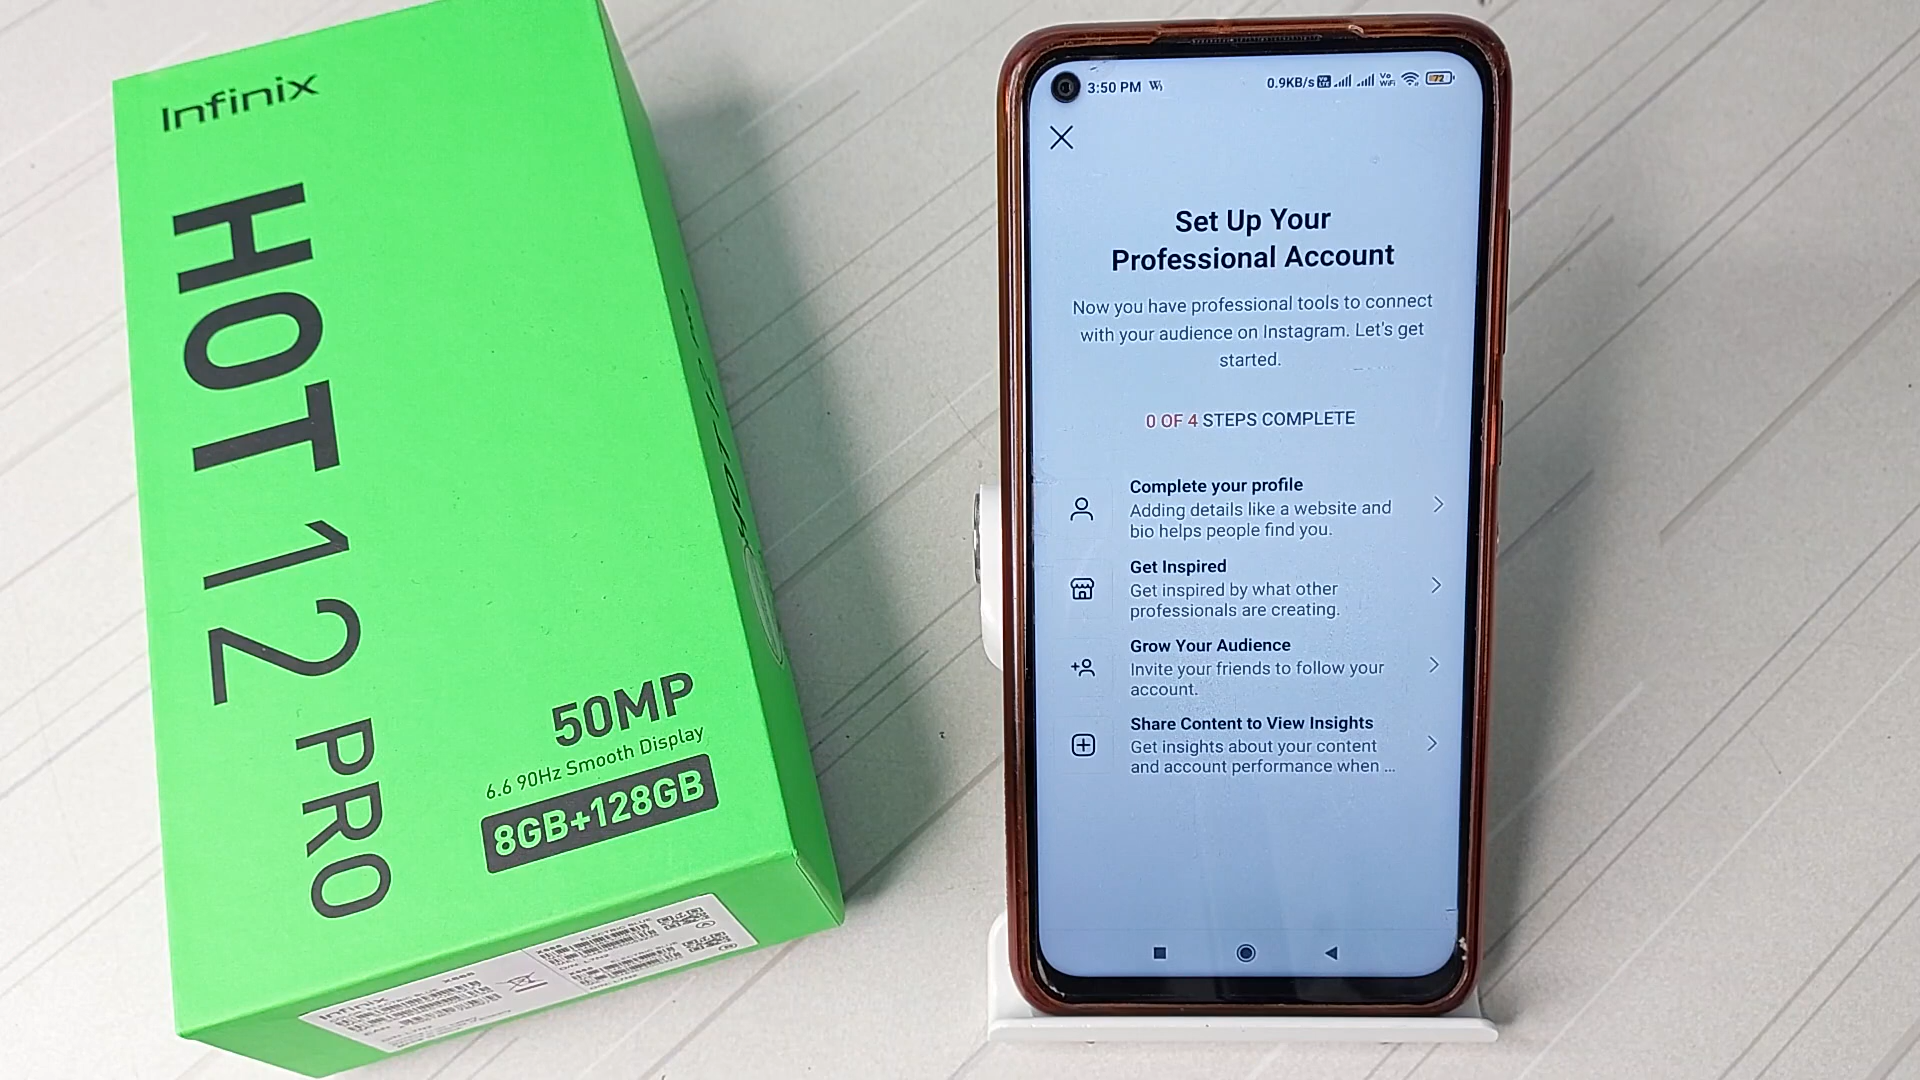 Infinix
HOT 12 PRO
50MP
6.6 90Hz Smooth Display
8GB+128GB
Infinix
3:50 PM
0.9KB/s
Vo
WiFi
72
Set Up Your
Professional Account
Now you have professional tools to connect
with your audience on Instagram. Let's get
started.
0 OF 4 STEPS COMPLETE
Complete your profile
Adding details like a website and
bio helps people find you.
Get Inspired
Get inspired by what other
professionals are creating.
Grow Your Audience
Invite your friends to follow your
account.
Share Content to View Insights
Get insights about your content
and account performance when ...